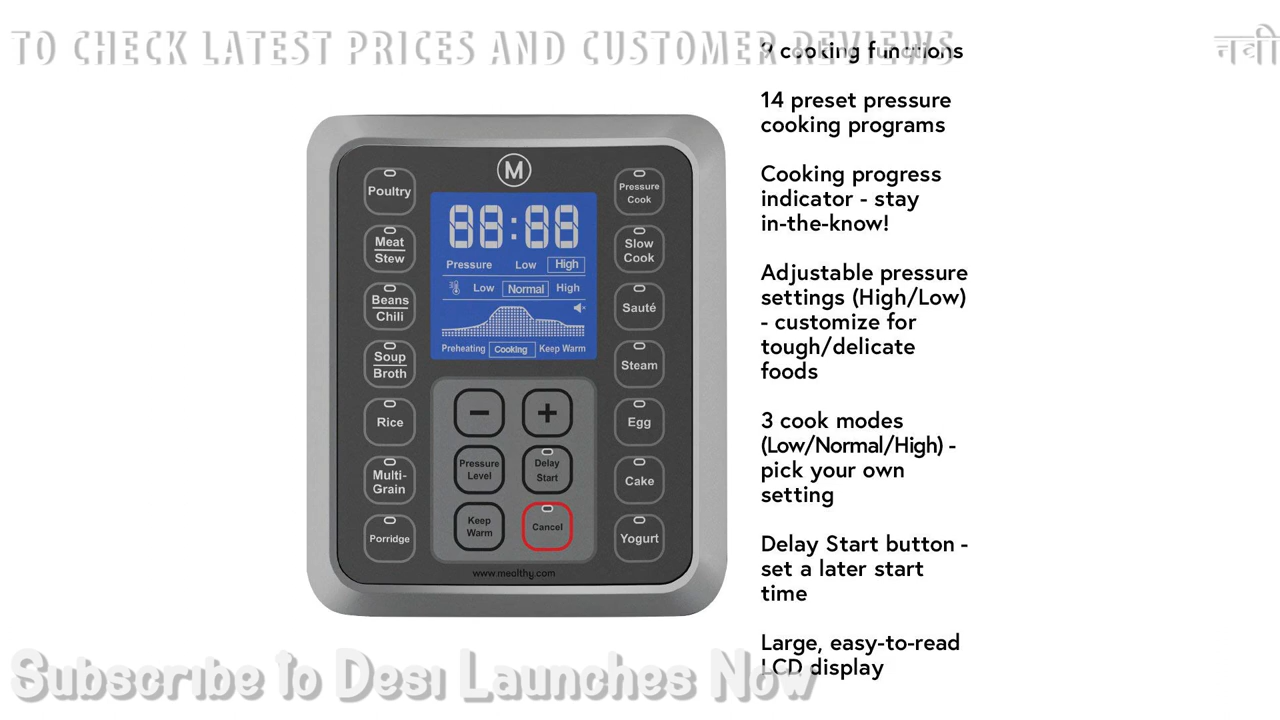 TO CHECK LATEST PRICES AND CUSTOMER REVIEWS
नवी
9 cooking functions
14 preset pressure
cooking programs
Cooking progress
indicator - stay
in-the-know!
Adjustable pressure
settings (High/Low)
- customize for
tough/delicate
foods
3 cook modes
(Low/Normal/High) -
pick your own
setting
Delay Start button -
set a later start
time
Large, easy-to-read
LCD display
M
Poultry
Meat
Stew
Beans
Chili
Soup
Broth
Rice
Multi-
Grain
Porridge
88:88
Pressure Low High
Low Normal High
Preheating Cooking Keep Warm
− +
Pressure
Level
Delay
Start
Keep
Warm
Cancel
www.mealthy.com
Pressure
Cook
Slow
Cook
Sauté
Steam
Egg
Cake
Yogurt
Subscribe To Desi Launches Now